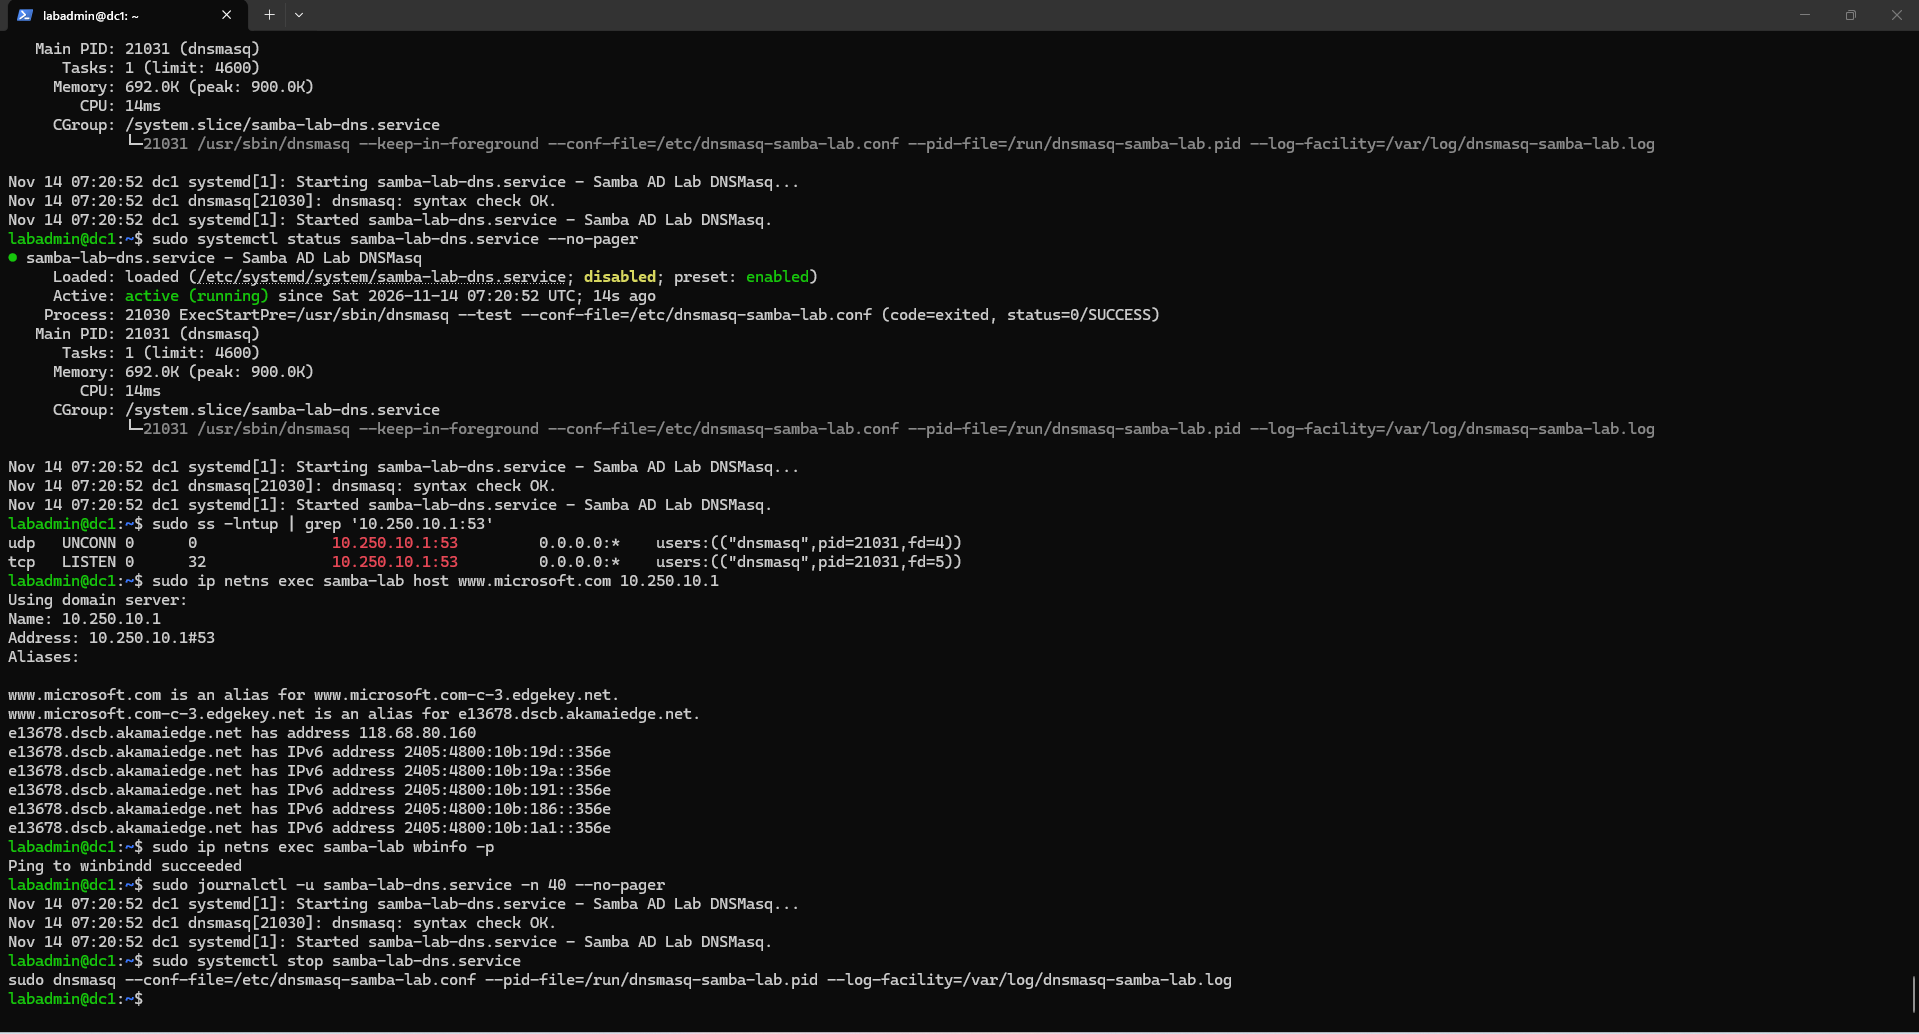 labadmin@dc1: ~
Main PID: 21031 (dnsmasq)
Tasks: 1 (limit: 4600)
Memory: 692.0K (peak: 900.0K)
CPU: 14ms
CGroup: /system.slice/samba-lab-dns.service
└─21031 /usr/sbin/dnsmasq --keep-in-foreground --conf-file=/etc/dnsmasq-samba-lab.conf --pid-file=/run/dnsmasq-samba-lab.pid --log-facility=/var/log/dnsmasq-samba-lab.log
Nov 14 07:20:52 dc1 systemd[1]: Starting samba-lab-dns.service - Samba AD Lab DNSMasq...
Nov 14 07:20:52 dc1 dnsmasq[21030]: dnsmasq: syntax check OK.
Nov 14 07:20:52 dc1 systemd[1]: Started samba-lab-dns.service - Samba AD Lab DNSMasq.
labadmin@dc1:~$ sudo systemctl status samba-lab-dns.service --no-pager
● samba-lab-dns.service - Samba AD Lab DNSMasq
Loaded: loaded (/etc/systemd/system/samba-lab-dns.service; disabled; preset: enabled)
Active: active (running) since Sat 2026-11-14 07:20:52 UTC; 14s ago
Process: 21030 ExecStartPre=/usr/sbin/dnsmasq --test --conf-file=/etc/dnsmasq-samba-lab.conf (code=exited, status=0/SUCCESS)
Main PID: 21031 (dnsmasq)
Tasks: 1 (limit: 4600)
Memory: 692.0K (peak: 900.0K)
CPU: 14ms
CGroup: /system.slice/samba-lab-dns.service
└─21031 /usr/sbin/dnsmasq --keep-in-foreground --conf-file=/etc/dnsmasq-samba-lab.conf --pid-file=/run/dnsmasq-samba-lab.pid --log-facility=/var/log/dnsmasq-samba-lab.log
Nov 14 07:20:52 dc1 systemd[1]: Starting samba-lab-dns.service - Samba AD Lab DNSMasq...
Nov 14 07:20:52 dc1 dnsmasq[21030]: dnsmasq: syntax check OK.
Nov 14 07:20:52 dc1 systemd[1]: Started samba-lab-dns.service - Samba AD Lab DNSMasq.
labadmin@dc1:~$ sudo ss -lntup | grep '10.250.10.1:53'
udp   UNCONN 0      0               10.250.10.1:53         0.0.0.0:*    users:(("dnsmasq",pid=21031,fd=4))
tcp   LISTEN 0      32              10.250.10.1:53         0.0.0.0:*    users:(("dnsmasq",pid=21031,fd=5))
labadmin@dc1:~$ sudo ip netns exec samba-lab host www.microsoft.com 10.250.10.1
Using domain server:
Name: 10.250.10.1
Address: 10.250.10.1#53
Aliases:
www.microsoft.com is an alias for www.microsoft.com-c-3.edgekey.net.
www.microsoft.com-c-3.edgekey.net is an alias for e13678.dscb.akamaiedge.net.
e13678.dscb.akamaiedge.net has address 118.68.80.160
e13678.dscb.akamaiedge.net has IPv6 address 2405:4800:10b:19d::356e
e13678.dscb.akamaiedge.net has IPv6 address 2405:4800:10b:19a::356e
e13678.dscb.akamaiedge.net has IPv6 address 2405:4800:10b:191::356e
e13678.dscb.akamaiedge.net has IPv6 address 2405:4800:10b:186::356e
e13678.dscb.akamaiedge.net has IPv6 address 2405:4800:10b:1a1::356e
labadmin@dc1:~$ sudo ip netns exec samba-lab wbinfo -p
Ping to winbindd succeeded
labadmin@dc1:~$ sudo journalctl -u samba-lab-dns.service -n 40 --no-pager
Nov 14 07:20:52 dc1 systemd[1]: Starting samba-lab-dns.service - Samba AD Lab DNSMasq...
Nov 14 07:20:52 dc1 dnsmasq[21030]: dnsmasq: syntax check OK.
Nov 14 07:20:52 dc1 systemd[1]: Started samba-lab-dns.service - Samba AD Lab DNSMasq.
labadmin@dc1:~$ sudo systemctl stop samba-lab-dns.service
sudo dnsmasq --conf-file=/etc/dnsmasq-samba-lab.conf --pid-file=/run/dnsmasq-samba-lab.pid --log-facility=/var/log/dnsmasq-samba-lab.log
labadmin@dc1:~$